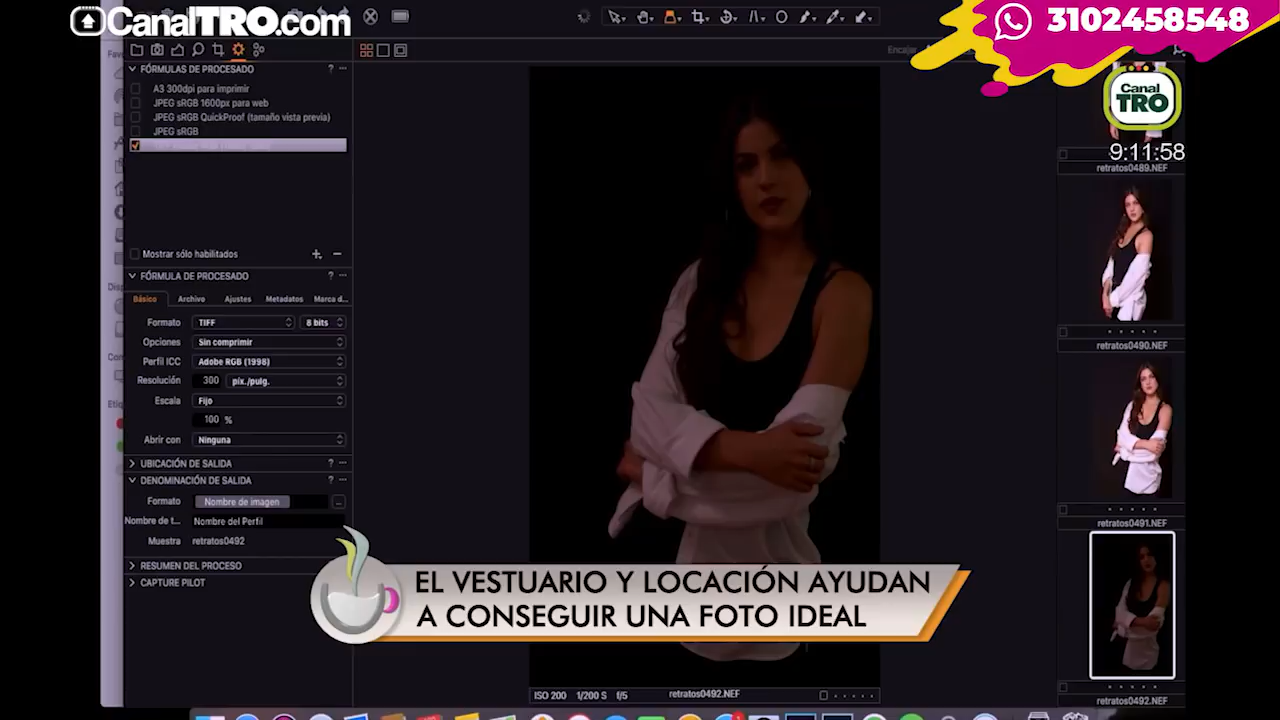 CanalTRO.com
3102458548
Canal
TRO
9:11:58
FÓRMULAS DE PROCESADO
A3 300dpi para imprimir
JPEG sRGB 1600px para web
JPEG sRGB QuickProof (tamaño vista previa)
JPEG sRGB
Mostrar sólo habilitados
FÓRMULA DE PROCESADO
Básico Archivo Ajustes Metadatos Marca d...
Formato TIFF 8 bits
Opciones Sin comprimir
Perfil ICC Adobe RGB (1998)
Resolución 300 píx./pulg.
Escala Fijo
100 %
Abrir con Ninguna
UBICACIÓN DE SALIDA
DENOMINACIÓN DE SALIDA
Formato Nombre de imagen
Nombre de t... Nombre del Perfil
Muestra retratos0492
RESUMEN DEL PROCESO
CAPTURE PILOT
Encajar
retratos0489.NEF
retratos0490.NEF
retratos0491.NEF
retratos0492.NEF
ISO 200 1/200 S f/5 retratos0492.NEF
EL VESTUARIO Y LOCACIÓN AYUDAN
A CONSEGUIR UNA FOTO IDEAL